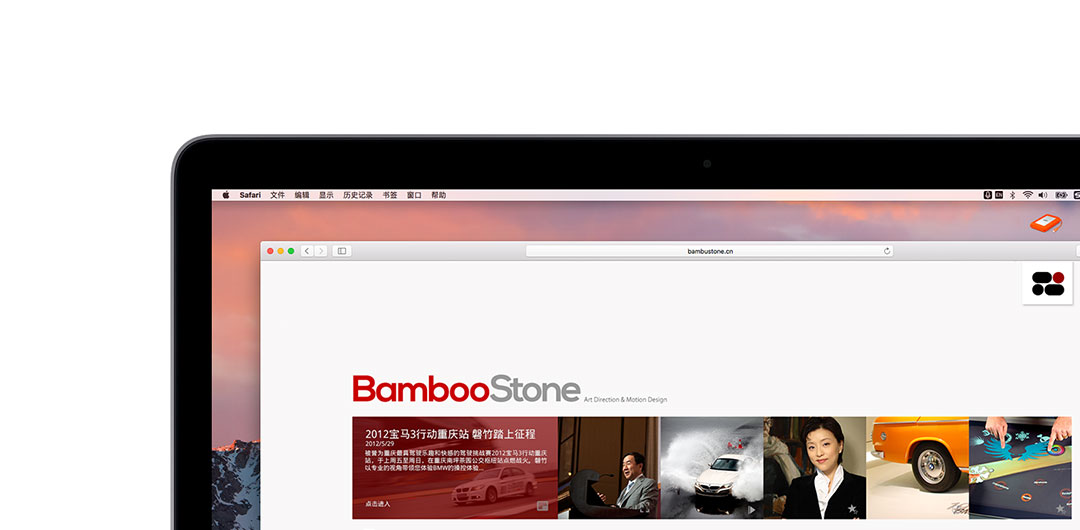 Safari 文件 编辑 显示 历史记录 书签 窗口 帮助
EN
bambustone.cn
BambooStone Art Direction & Motion Design
2012宝马3行动重庆站 磐竹踏上征程
2012/5/29
被誉为重庆最具驾驶乐趣和快感的驾驶挑战赛2012宝马3行动重庆
站,于上周五至周日,在重庆南坪茶园公交枢纽站点燃战火。磐竹
以专业的视角带领您体验BMW的操控体验...
点击进入